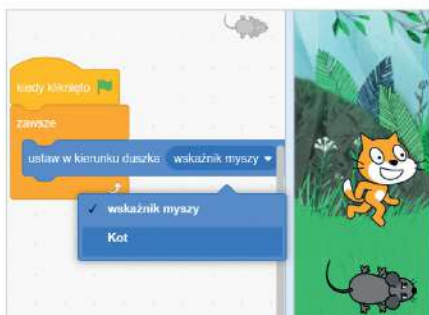 kiedy kliknięto
zawsze
ustaw w kierunku duszka wskaźnik myszy
✓ wskaźnik myszy
Kot